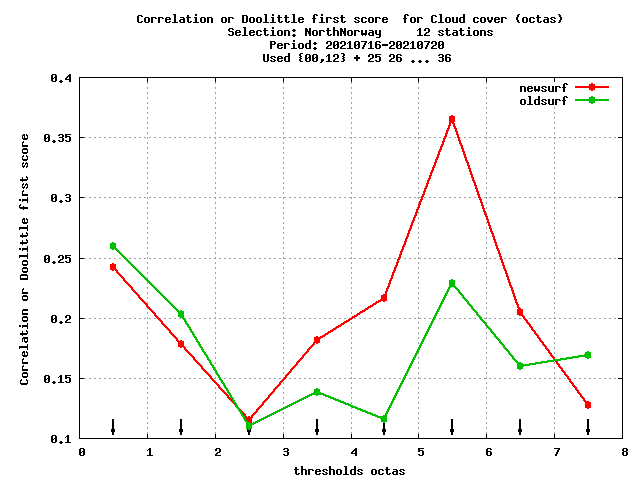 Correlation or Doolittle first score  for Cloud cover (octas)
Selection: NorthNorway     12 stations
Period: 20210716-20210720
Used {00,12} + 25 26 ... 36
newsurf
oldsurf
Correlation or Doolittle first score
0.4
0.35
0.3
0.25
0.2
0.15
0.1
0 1 2 3 4 5 6 7 8
thresholds octas